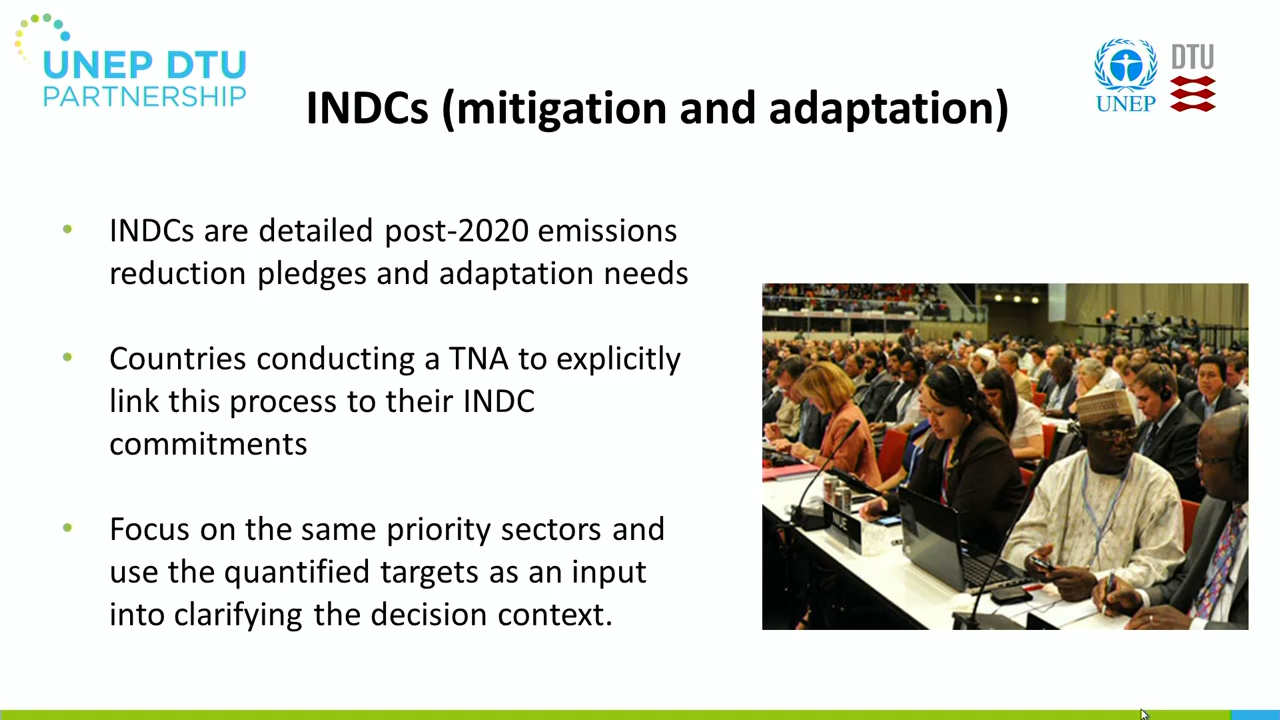 UNEP DTU
PARTNERSHIP
UNEP
DTU
INDCs (mitigation and adaptation)
• INDCs are detailed post-2020 emissions
reduction pledges and adaptation needs
• Countries conducting a TNA to explicitly
link this process to their INDC
commitments
• Focus on the same priority sectors and
use the quantified targets as an input
into clarifying the decision context.
NIUE